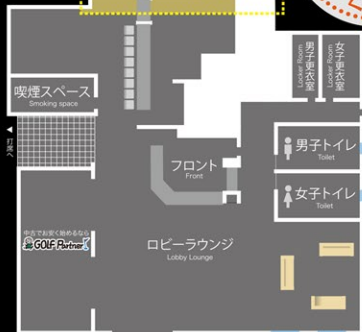 男子更衣室
Locker Room
女子更衣室
Locker Room
喫煙スペース
Smoking space
◀ 打席へ
男子トイレ
Toilet
フロント
Front
女子トイレ
Toilet
中古でお安く始めるなら
GOLF Partner
ロビーラウンジ
Lobby Lounge